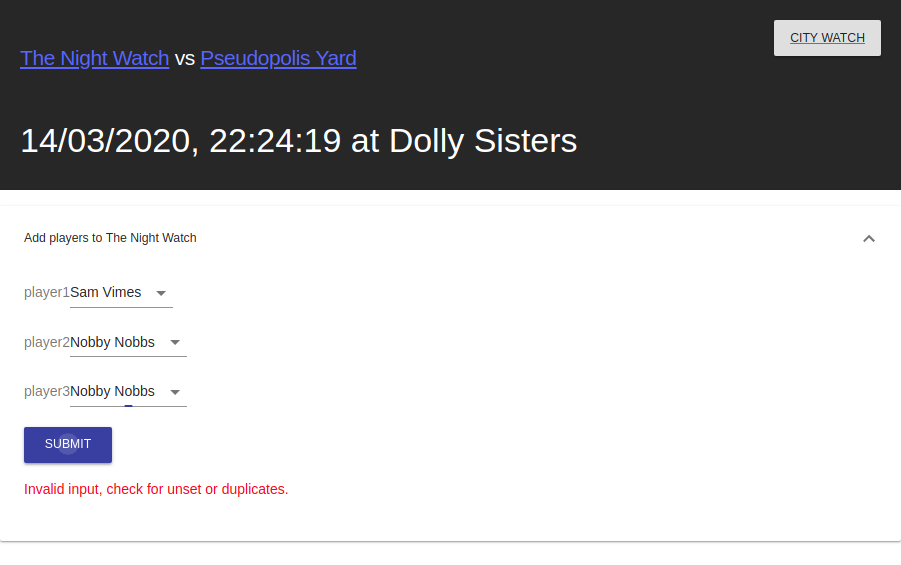 CITY WATCH
The Night Watch vs Pseudopolis Yard
14/03/2020, 22:24:19 at Dolly Sisters
Add players to The Night Watch
player1 Sam Vimes
player2 Nobby Nobbs
player3 Nobby Nobbs
SUBMIT
Invalid input, check for unset or duplicates.